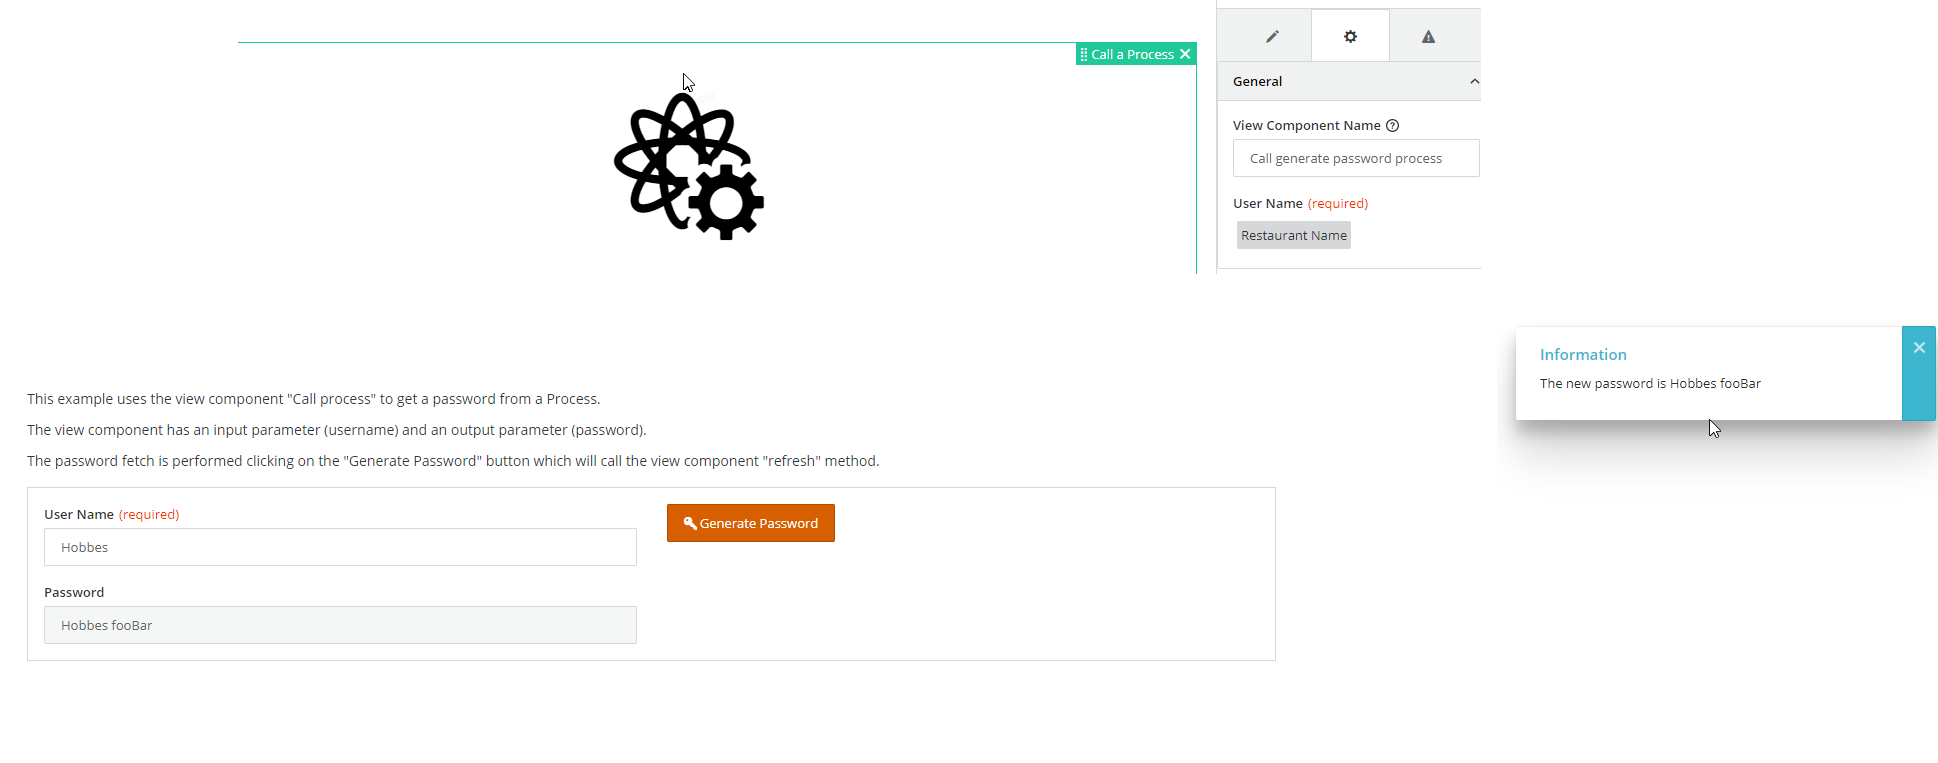 Call a Process
General
View Component Name
Call generate password process
User Name (required)
Restaurant Name
Information
The new password is Hobbes fooBar
This example uses the view component "Call process" to get a password from a Process.
The view component has an input parameter (username) and an output parameter (password).
The password fetch is performed clicking on the "Generate Password" button which will call the view component "refresh" method.
User Name (required)
Generate Password
Hobbes
Password
Hobbes fooBar